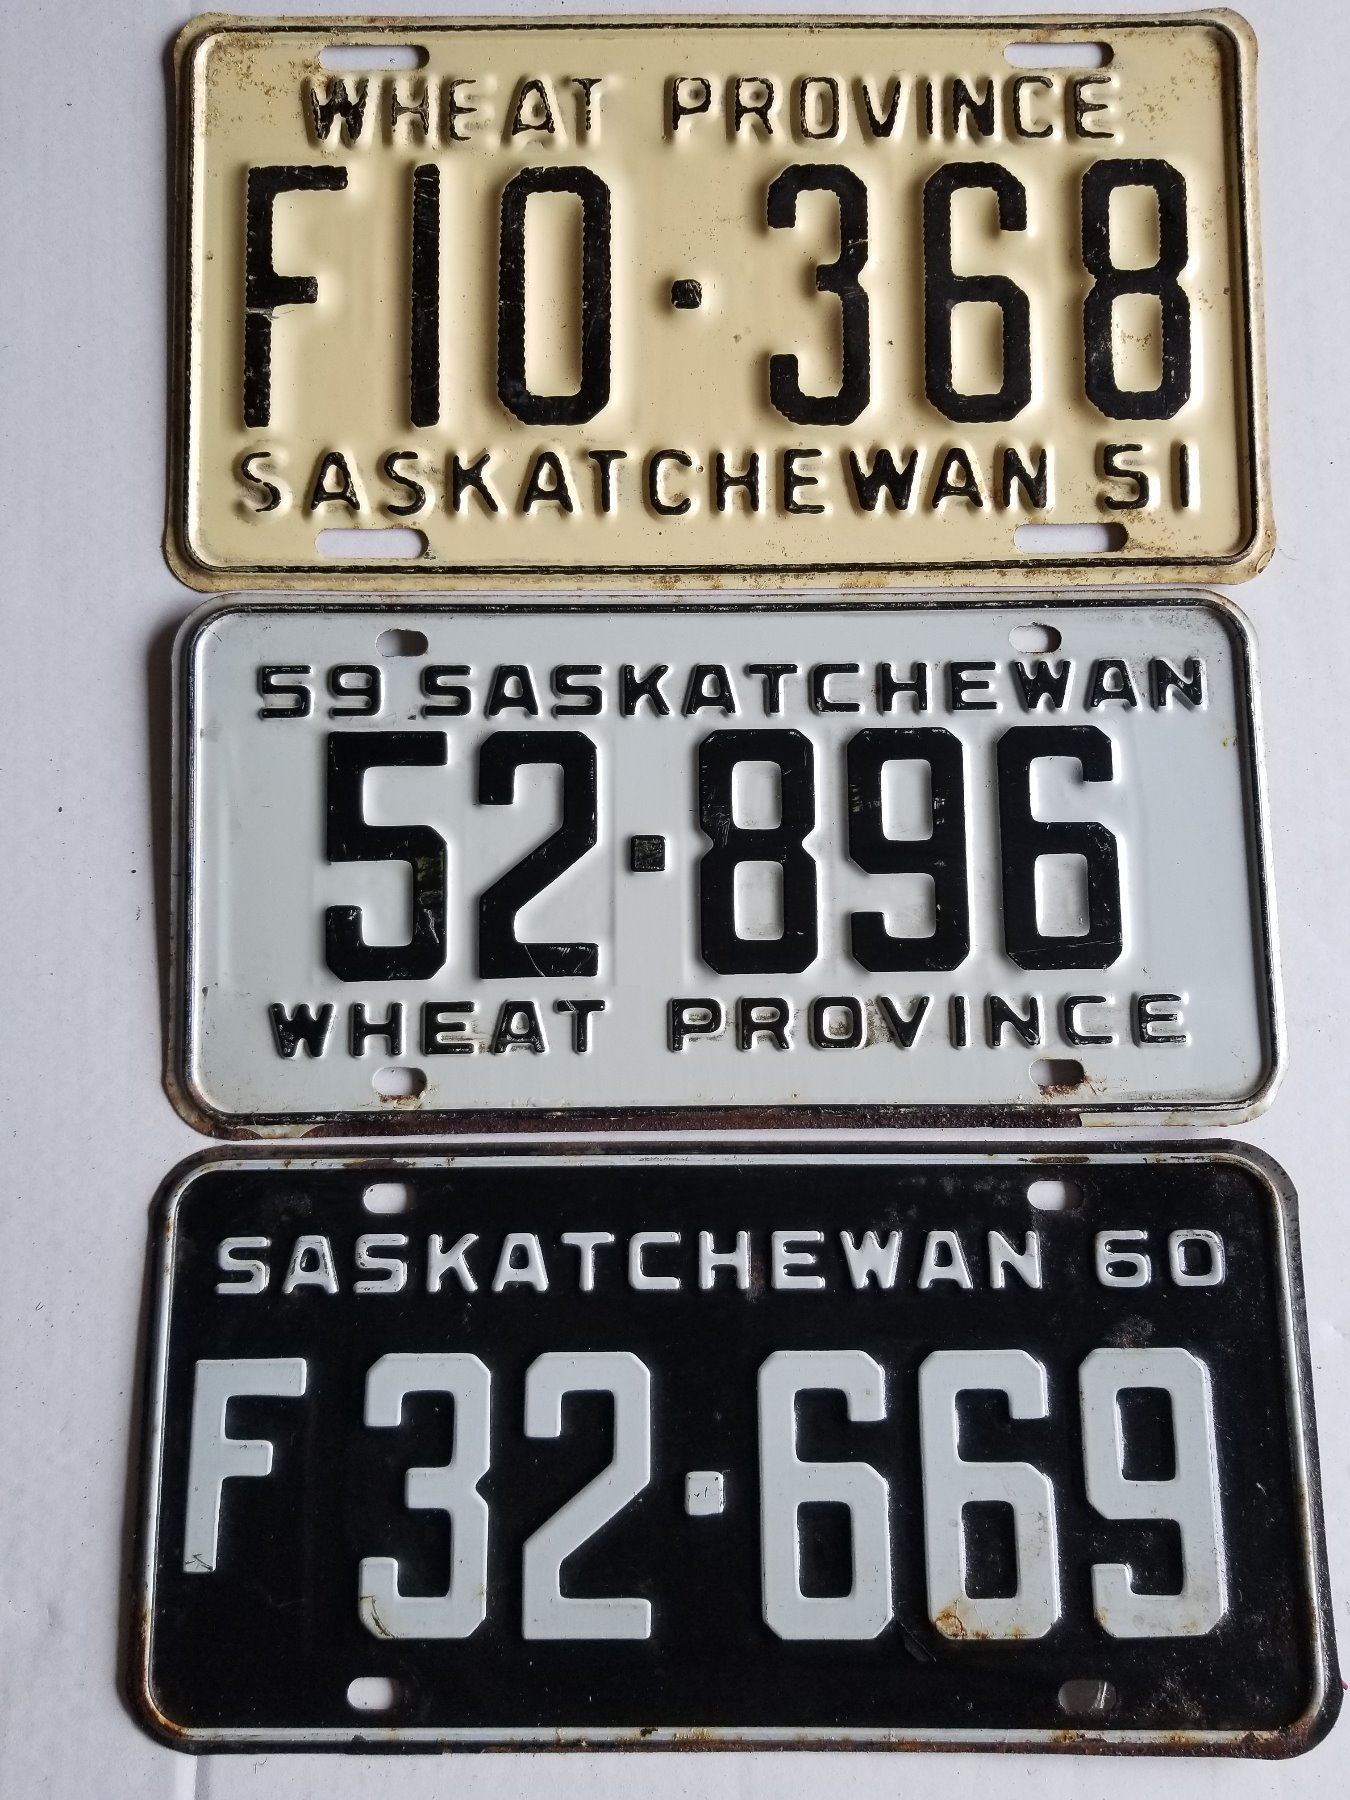 WHEAT PROVINCE
F10·368
SASKATCHEWAN 51
59 SASKATCHEWAN
52·896
WHEAT PROVINCE
SASKATCHEWAN 60
F 32·669